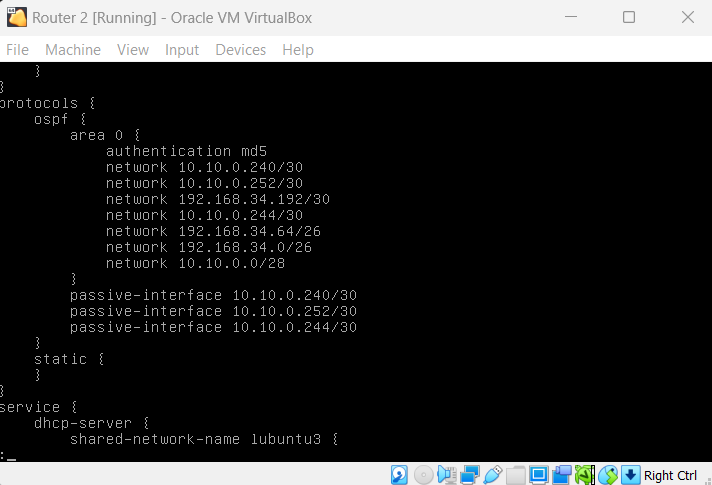 Router 2 [Running] - Oracle VM VirtualBox
File Machine View Input Devices Help
}
}
protocols {
ospf {
area 0 {
authentication md5
network 10.10.0.240/30
network 10.10.0.252/30
network 192.168.34.192/30
network 10.10.0.244/30
network 192.168.34.64/26
network 192.168.34.0/26
network 10.10.0.0/28
}
passive-interface 10.10.0.240/30
passive-interface 10.10.0.252/30
passive-interface 10.10.0.244/30
}
static {
}
}
service {
dhcp-server {
shared-network-name lubuntu3 {
:_
Right Ctrl